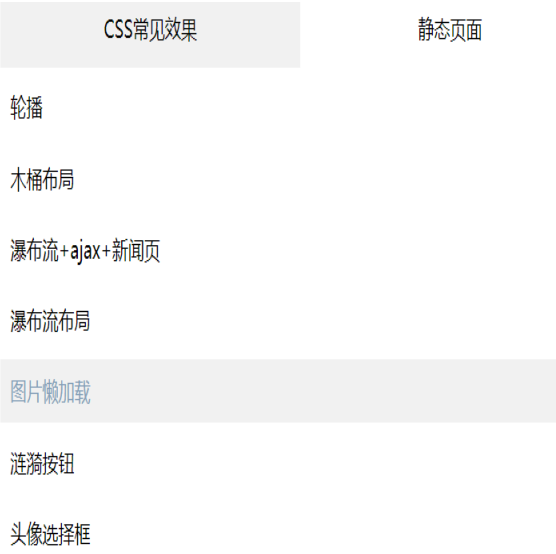 CSS常见效果
静态页面
轮播
木桶布局
瀑布流+ajax+新闻页
瀑布流布局
图片懒加载
涟漪按钮
头像选择框